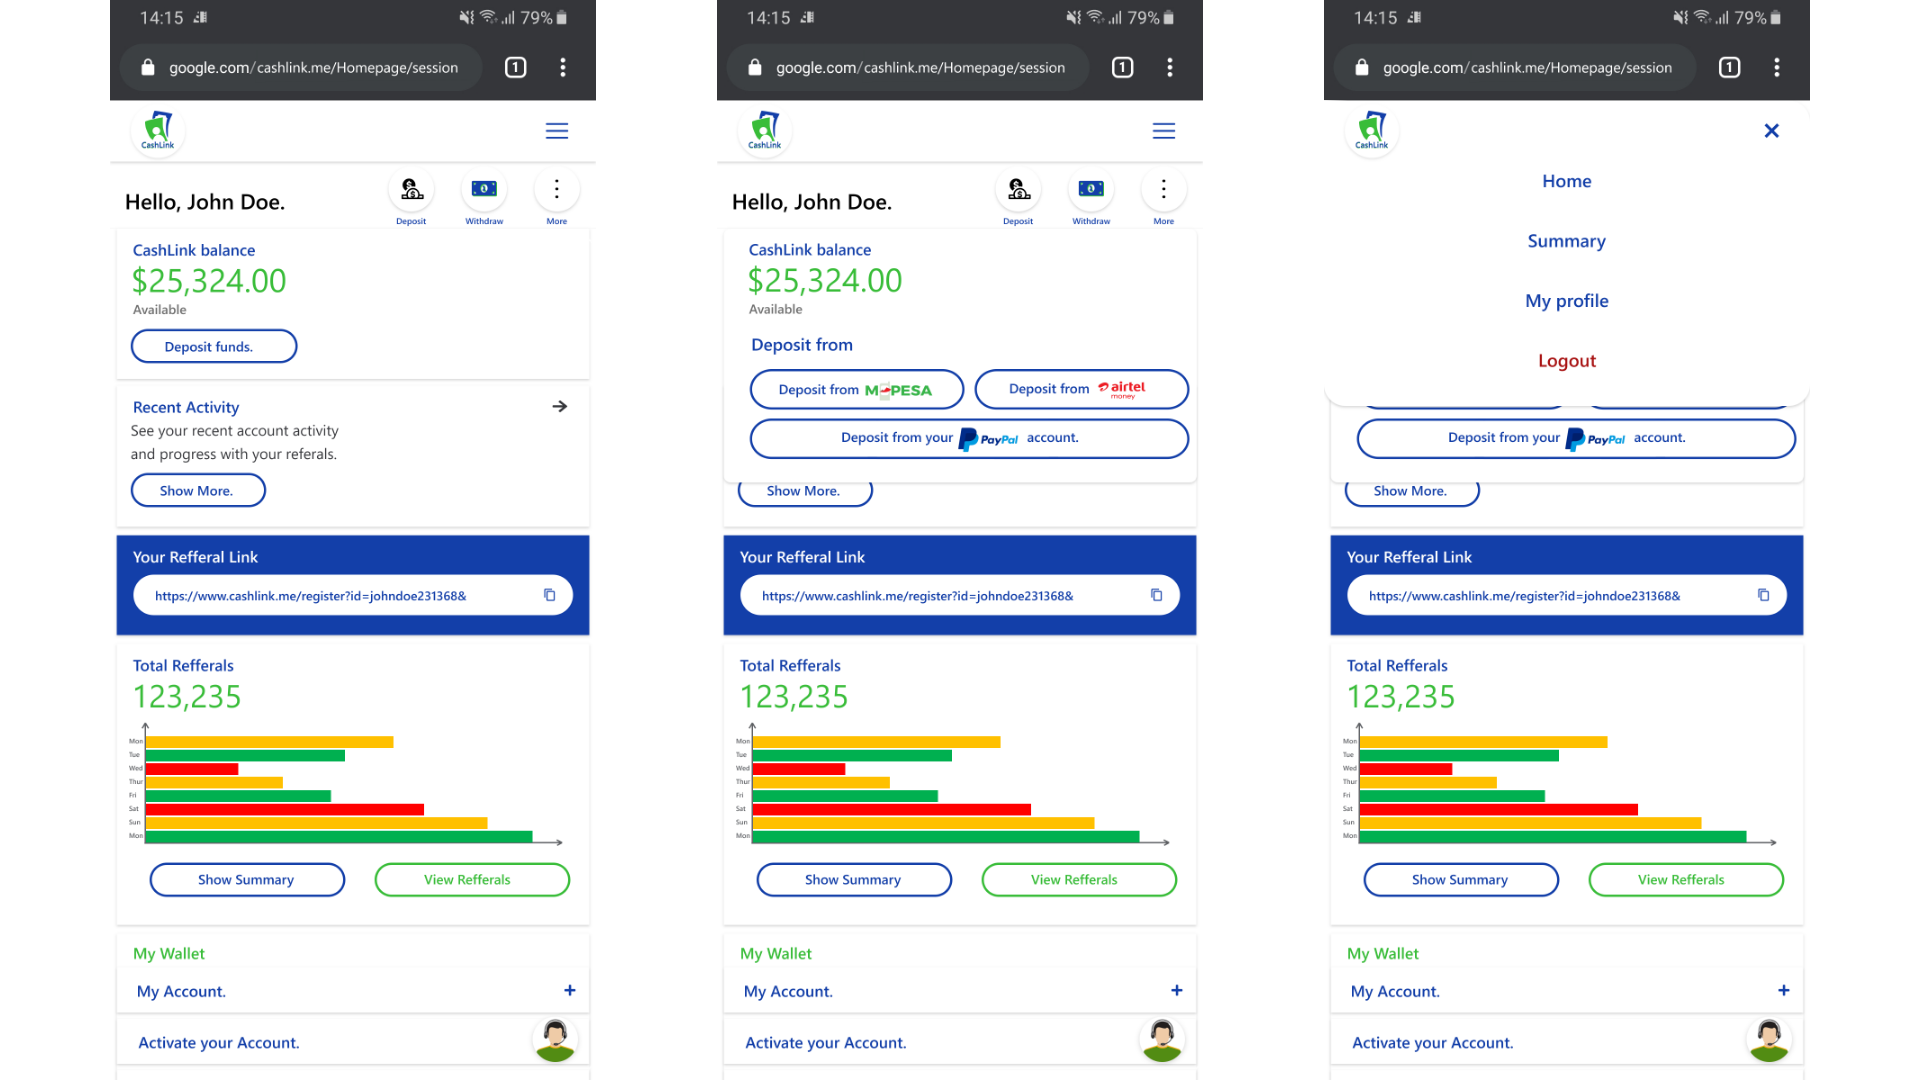 14:15
79%
google.com/cashlink.me/Homepage/session
1
CashLink
Hello, John Doe.
Deposit
Withdraw
More
CashLink balance
$25,324.00
Available
Deposit funds.
Recent Activity
See your recent account activity
and progress with your referals.
Show More.
Your Refferal Link
https://www.cashlink.me/register?id=johndoe231368&
Total Refferals
123,235
Mon
Tue
Wed
Thur
Fri
Sat
Sun
Mon
Show Summary
View Refferals
My Wallet
My Account.
+
Activate your Account.
14:15
79%
google.com/cashlink.me/Homepage/session
1
CashLink
Hello, John Doe.
Deposit
Withdraw
More
CashLink balance
$25,324.00
Available
Deposit from
Deposit from M-PESA
Deposit from airtel money
Deposit from your PayPal account.
Show More.
Your Refferal Link
https://www.cashlink.me/register?id=johndoe231368&
Total Refferals
123,235
Mon
Tue
Wed
Thur
Fri
Sat
Sun
Mon
Show Summary
View Refferals
My Wallet
My Account.
+
Activate your Account.
14:15
79%
google.com/cashlink.me/Homepage/session
1
CashLink
Home
Summary
My profile
Logout
Deposit from your PayPal account.
Show More.
Your Refferal Link
https://www.cashlink.me/register?id=johndoe231368&
Total Refferals
123,235
Mon
Tue
Wed
Thur
Fri
Sat
Sun
Mon
Show Summary
View Refferals
My Wallet
My Account.
+
Activate your Account.